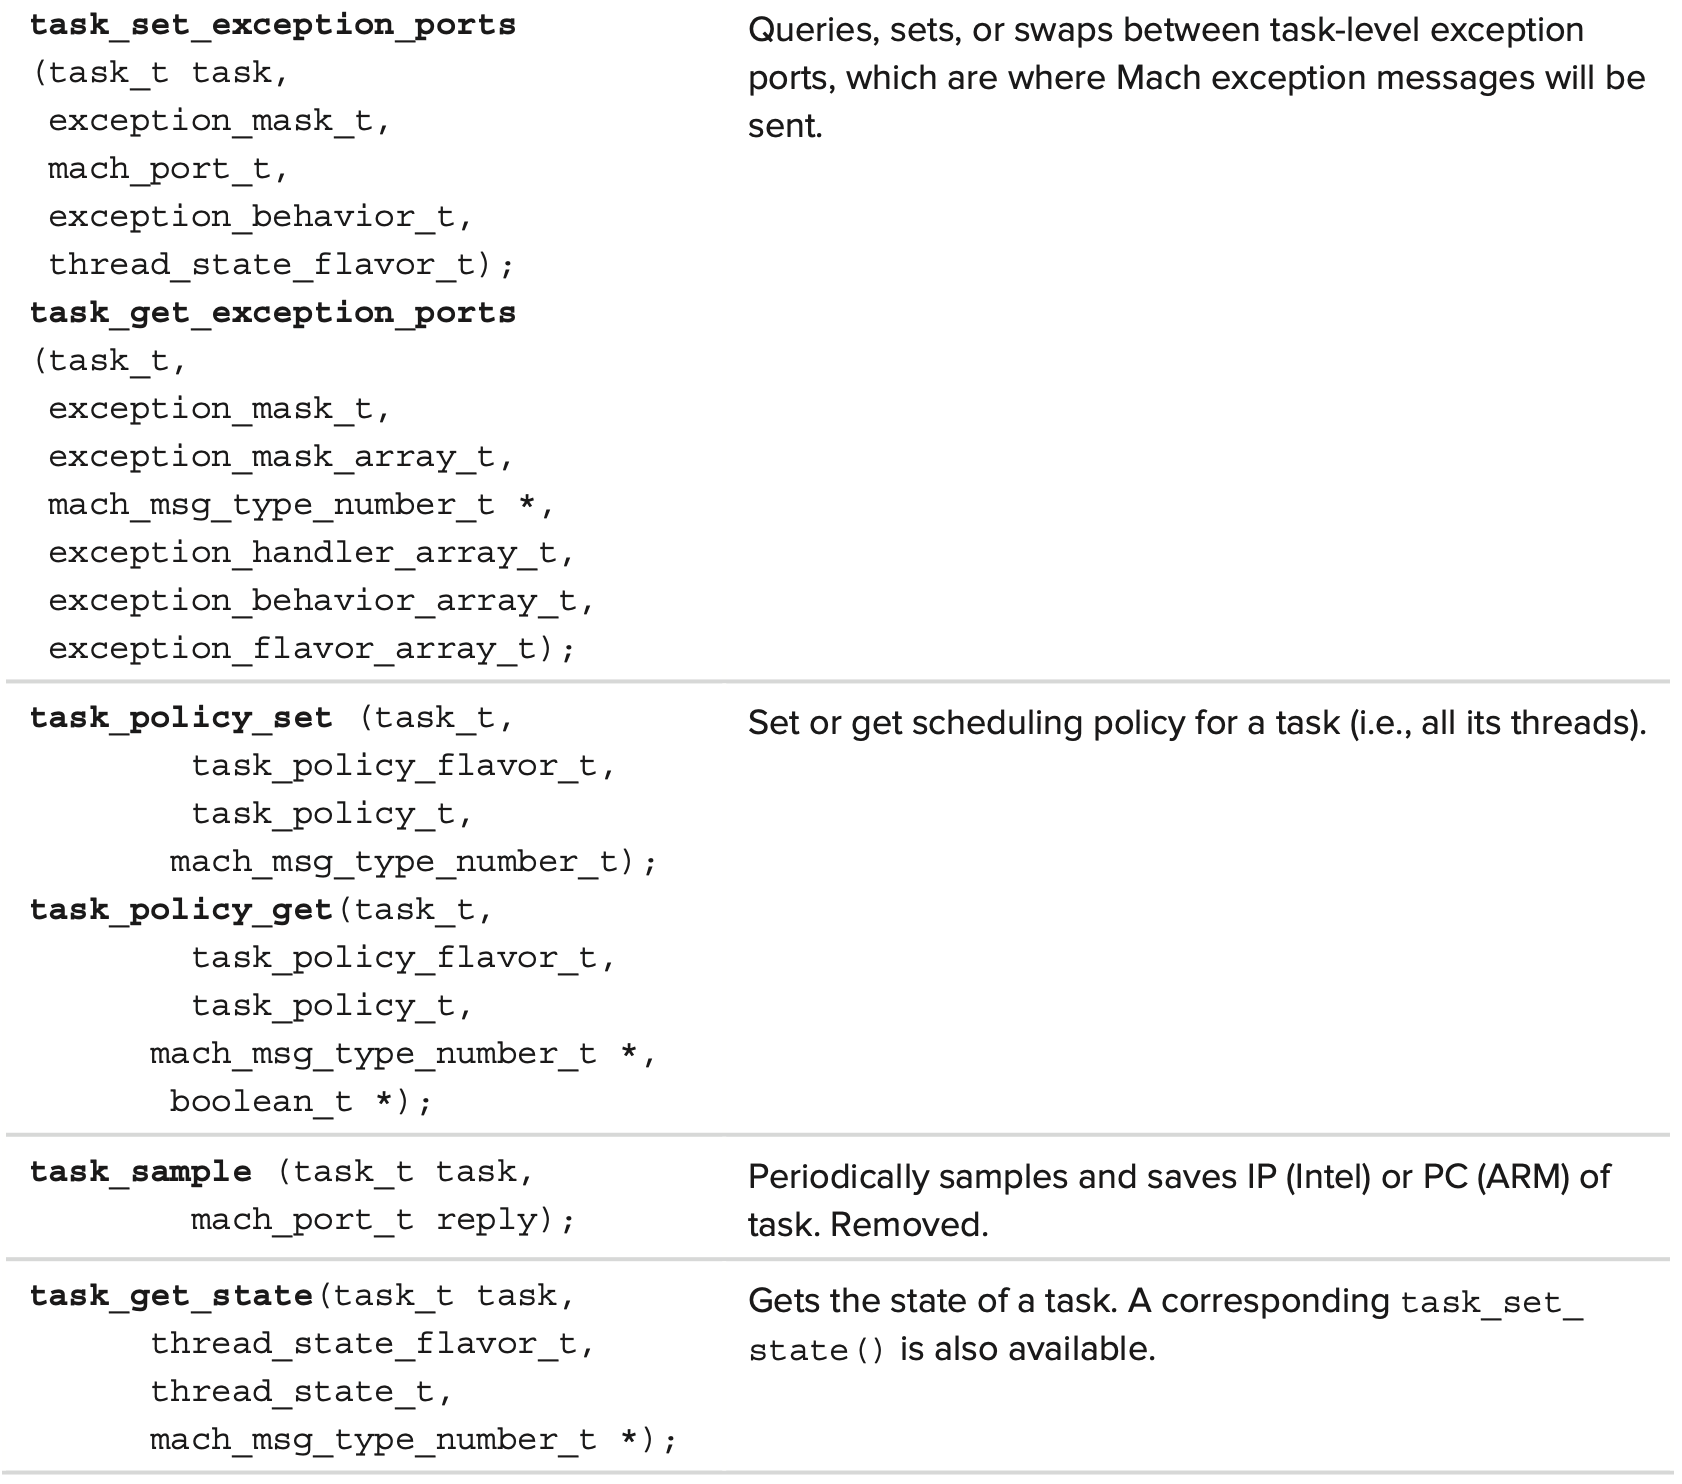 task_set_exception_ports
(task_t task,
exception_mask_t,
mach_port_t,
exception_behavior_t,
thread_state_flavor_t);
task_get_exception_ports
(task_t,
exception_mask_t,
exception_mask_array_t,
mach_msg_type_number_t *,
exception_handler_array_t,
exception_behavior_array_t,
exception_flavor_array_t);
Queries, sets, or swaps between task-level exception
ports, which are where Mach exception messages will be
sent.
task_policy_set (task_t,
task_policy_flavor_t,
task_policy_t,
mach_msg_type_number_t);
task_policy_get(task_t,
task_policy_flavor_t,
task_policy_t,
mach_msg_type_number_t *,
boolean_t *);
Set or get scheduling policy for a task (i.e., all its threads).
task_sample (task_t task,
mach_port_t reply);
Periodically samples and saves IP (Intel) or PC (ARM) of
task. Removed.
task_get_state(task_t task,
thread_state_flavor_t,
thread_state_t,
mach_msg_type_number_t *);
Gets the state of a task. A corresponding task_set_
state() is also available.